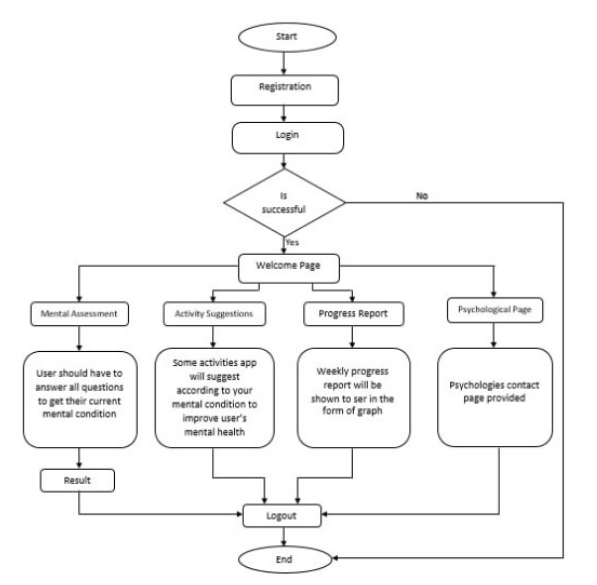 Start
Registration
Login
Is
successful
No
Yes
Welcome Page
Mental Assessment
Activity Suggestions
Progress Report
Psychological Page
User should have to
answer all questions
to get their current
mental condition
Some activities app
will suggest
according to your
mental condition to
improve user's
mental health
Weekly progress
report will be
shown to ser in the
form of graph
Psychologies contact
page provided
Result
Logout
End